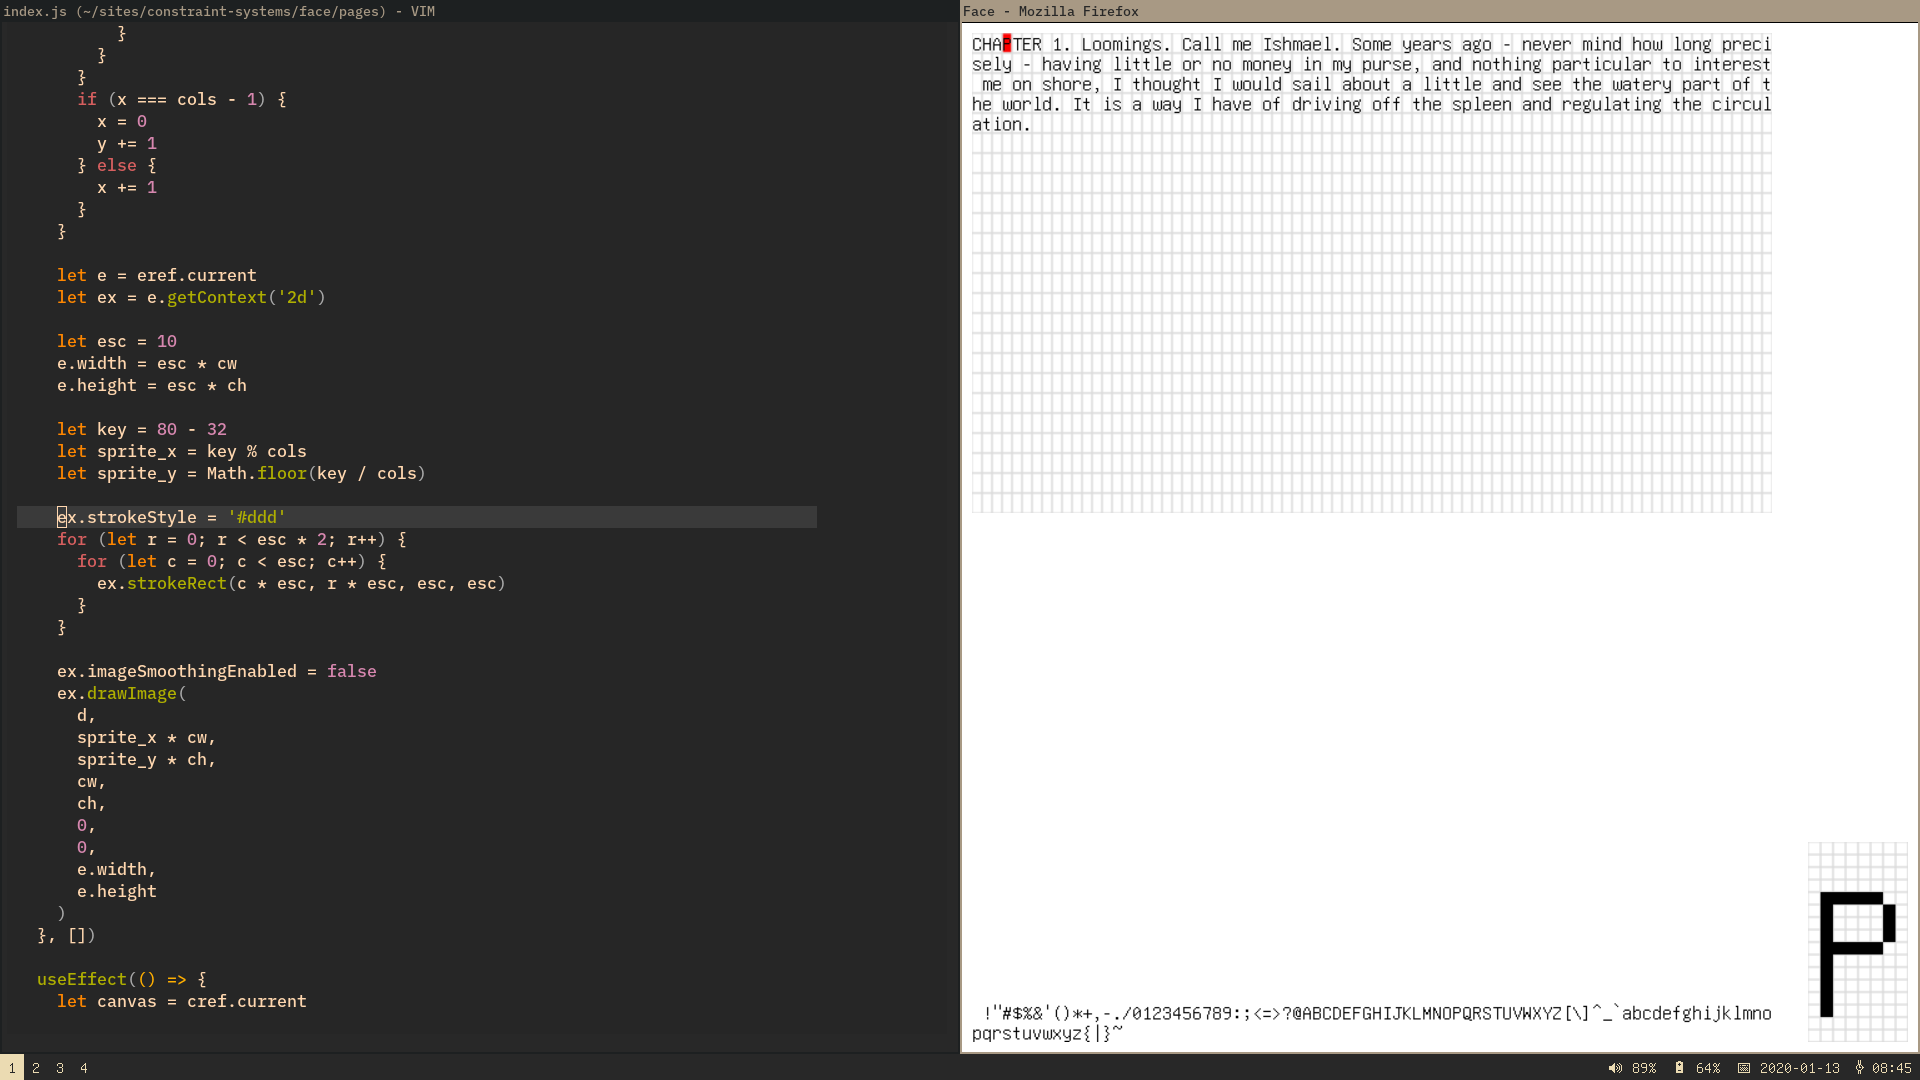 index.js (~/sites/constraint-systems/face/pages) - VIM
}
}
}
if (x === cols - 1) {
x = 0
y += 1
} else {
x += 1
}
}
let e = eref.current
let ex = e.getContext('2d')
let esc = 10
e.width = esc * cw
e.height = esc * ch
let key = 80 - 32
let sprite_x = key % cols
let sprite_y = Math.floor(key / cols)
ex.strokeStyle = '#ddd'
for (let r = 0; r < esc * 2; r++) {
for (let c = 0; c < esc; c++) {
ex.strokeRect(c * esc, r * esc, esc, esc)
}
}
ex.imageSmoothingEnabled = false
ex.drawImage(
d,
sprite_x * cw,
sprite_y * ch,
cw,
ch,
0,
0,
e.width,
e.height
)
}, [])
useEffect(() => {
let canvas = cref.current
Face - Mozilla Firefox
CHAPTER 1. Loomings. Call me Ishmael. Some years ago - never mind how long preci
sely - having little or no money in my purse, and nothing particular to interest
me on shore, I thought I would sail about a little and see the watery part of t
he world. It is a way I have of driving off the spleen and regulating the circul
ation.
P
!"#$%&'()*+,-./0123456789:;<=>?@ABCDEFGHIJKLMNOPQRSTUVWXYZ[\]^_`abcdefghijklmno
pqrstuvwxyz{|}~
1 2 3 4
89% 64% 2020-01-13 08:45